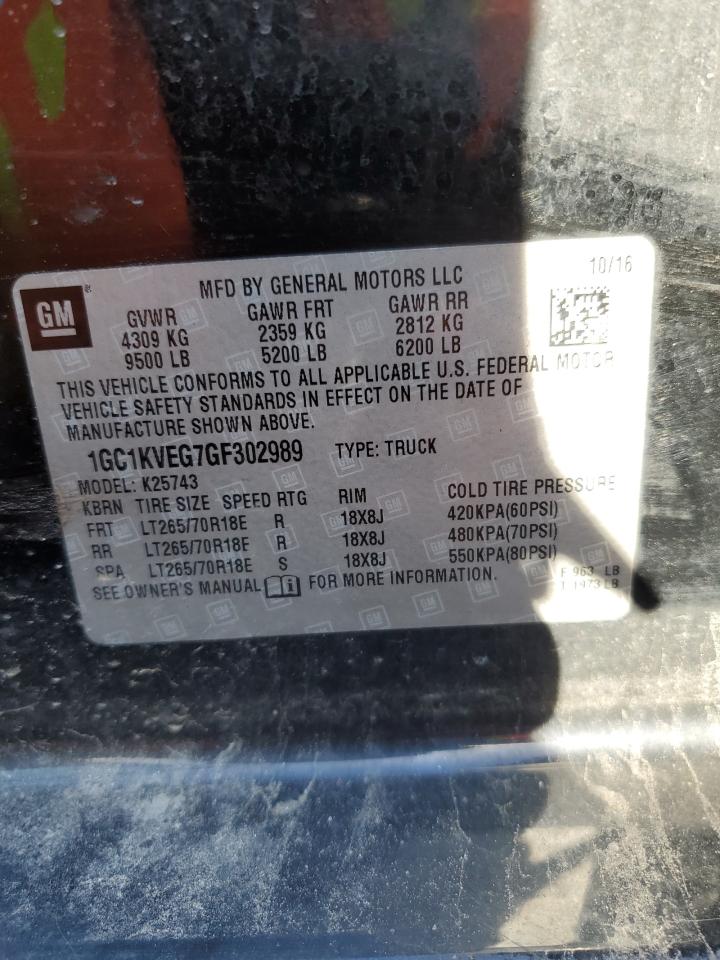 GM
MFD BY GENERAL MOTORS LLC 10/16
GVWR GAWR FRT GAWR RR
4309 KG 2359 KG 2812 KG
9500 LB 5200 LB 6200 LB
THIS VEHICLE CONFORMS TO ALL APPLICABLE U.S. FEDERAL MOTOR
VEHICLE SAFETY STANDARDS IN EFFECT ON THE DATE OF
MANUFACTURE SHOWN ABOVE.
1GC1KVEG7GF302989 TYPE: TRUCK
MODEL: K25743
KBRN TIRE SIZE SPEED RTG RIM COLD TIRE PRESSURE
FRT LT265/70R18E R 18X8J 420KPA(60PSI)
RR LT265/70R18E R 18X8J 480KPA(70PSI)
SPA LT265/70R18E S 18X8J 550KPA(80PSI)
SEE OWNER'S MANUAL FOR MORE INFORMATION. F 963 LB
T 1973 LB